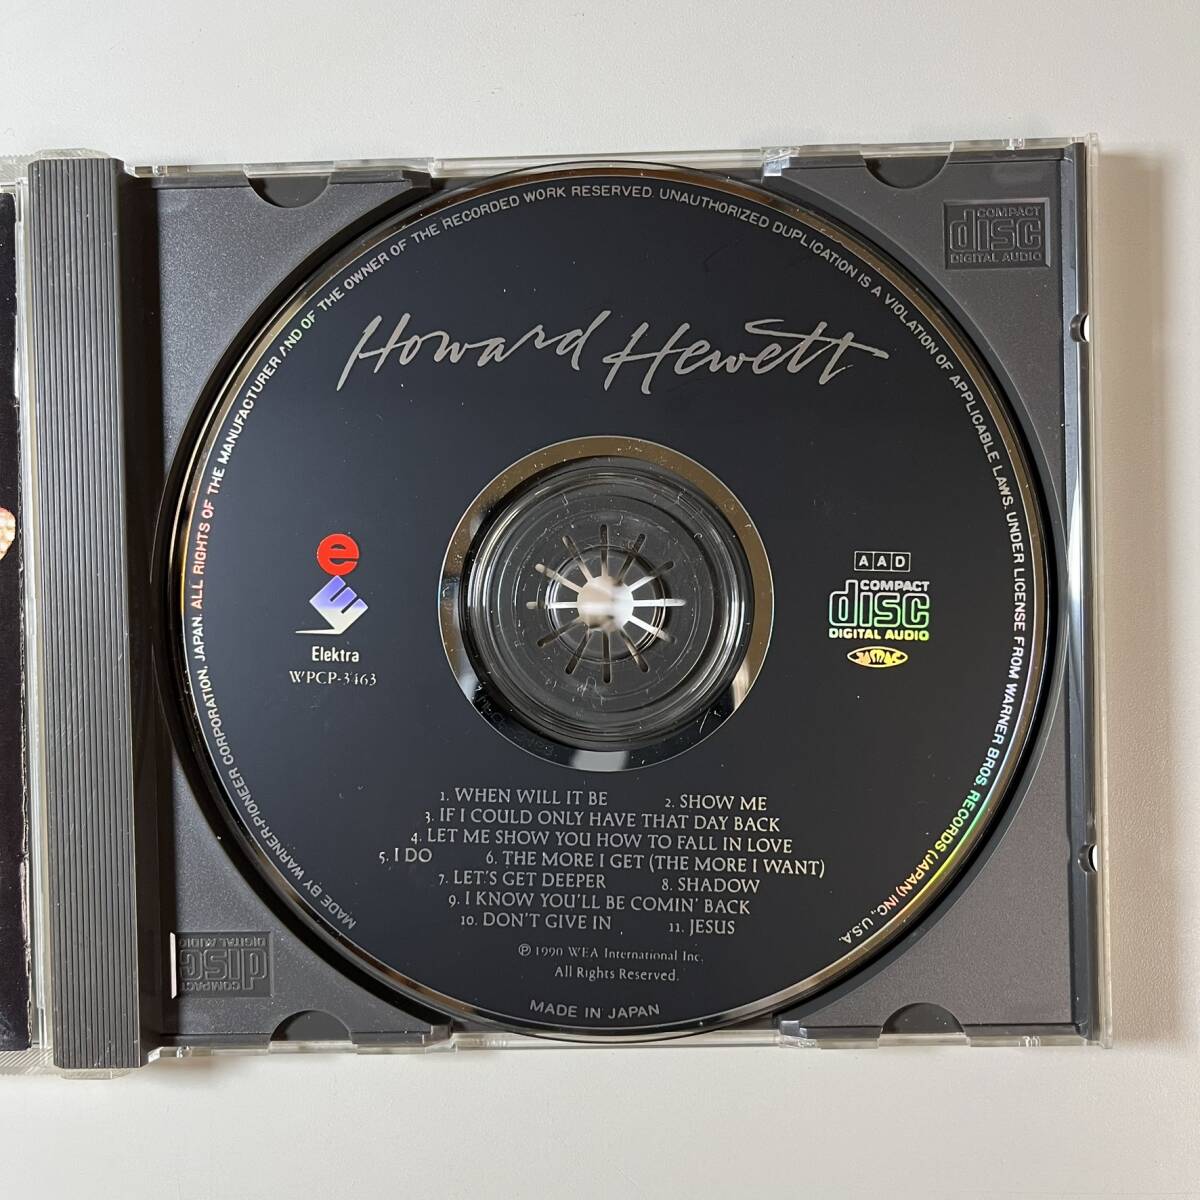 Howard Hewett
MADE BY WARNER-PIONEER CORPORATION, JAPAN. ALL RIGHTS OF THE MANUFACTURER AND OF THE OWNER OF THE RECORDED WORK RESERVED. UNAUTHORIZED DUPLICATION IS A VIOLATION OF APPLICABLE LAWS. UNDER LICENSE FROM WARNER BROS. RECORDS (JAPAN) INC., U.S.A.
COMPACT
disc
DIGITAL AUDIO
e
Elektra
WPCP-3463
AAD
COMPACT
disc
DIGITAL AUDIO
JASRAC
1. WHEN WILL IT BE 2. SHOW ME
3. IF I COULD ONLY HAVE THAT DAY BACK
4. LET ME SHOW YOU HOW TO FALL IN LOVE
5. I DO 6. THE MORE I GET (THE MORE I WANT)
7. LET'S GET DEEPER 8. SHADOW
9. I KNOW YOU'LL BE COMIN' BACK
10. DON'T GIVE IN 11. JESUS
℗ 1990 WEA International Inc.
All Rights Reserved.
MADE IN JAPAN
COMPACT
disc
DIGITAL AUDIO